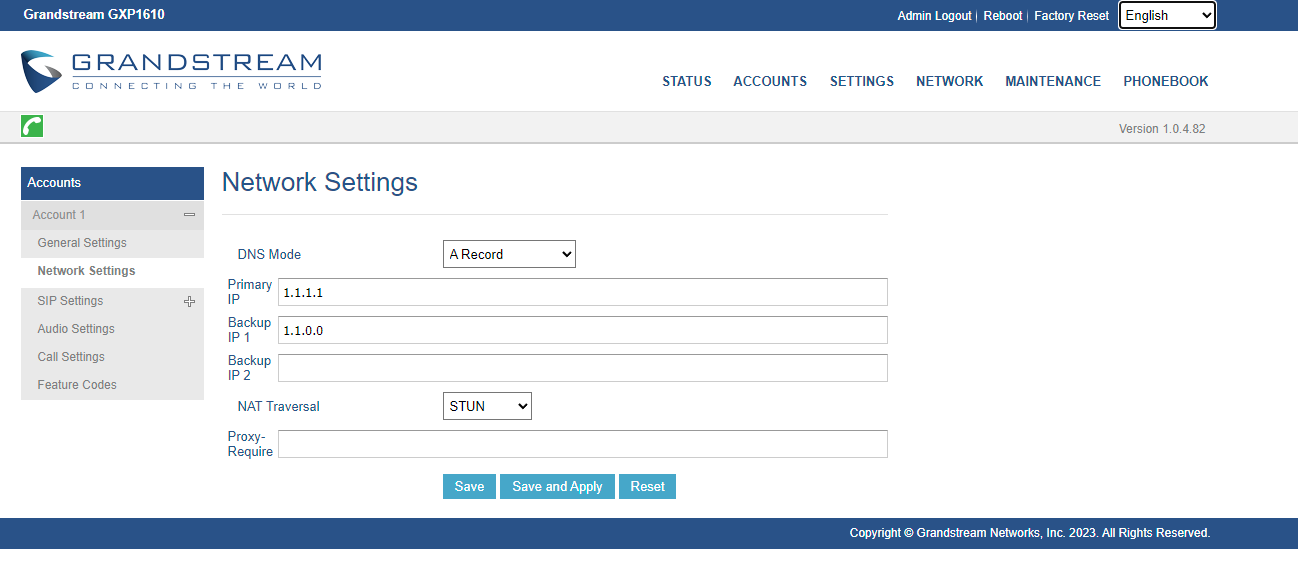 Grandstream GXP1610
Admin Logout | Reboot | Factory Reset English
GRANDSTREAM
CONNECTING THE WORLD
STATUS ACCOUNTS SETTINGS NETWORK MAINTENANCE PHONEBOOK
Version 1.0.4.82
Accounts
Account 1
General Settings
Network Settings
SIP Settings
Audio Settings
Call Settings
Feature Codes
Network Settings
DNS Mode A Record
Primary
IP
1.1.1.1
Backup
IP 1
1.1.0.0
Backup
IP 2
NAT Traversal STUN
Proxy-
Require
Save Save and Apply Reset
Copyright © Grandstream Networks, Inc. 2023. All Rights Reserved.